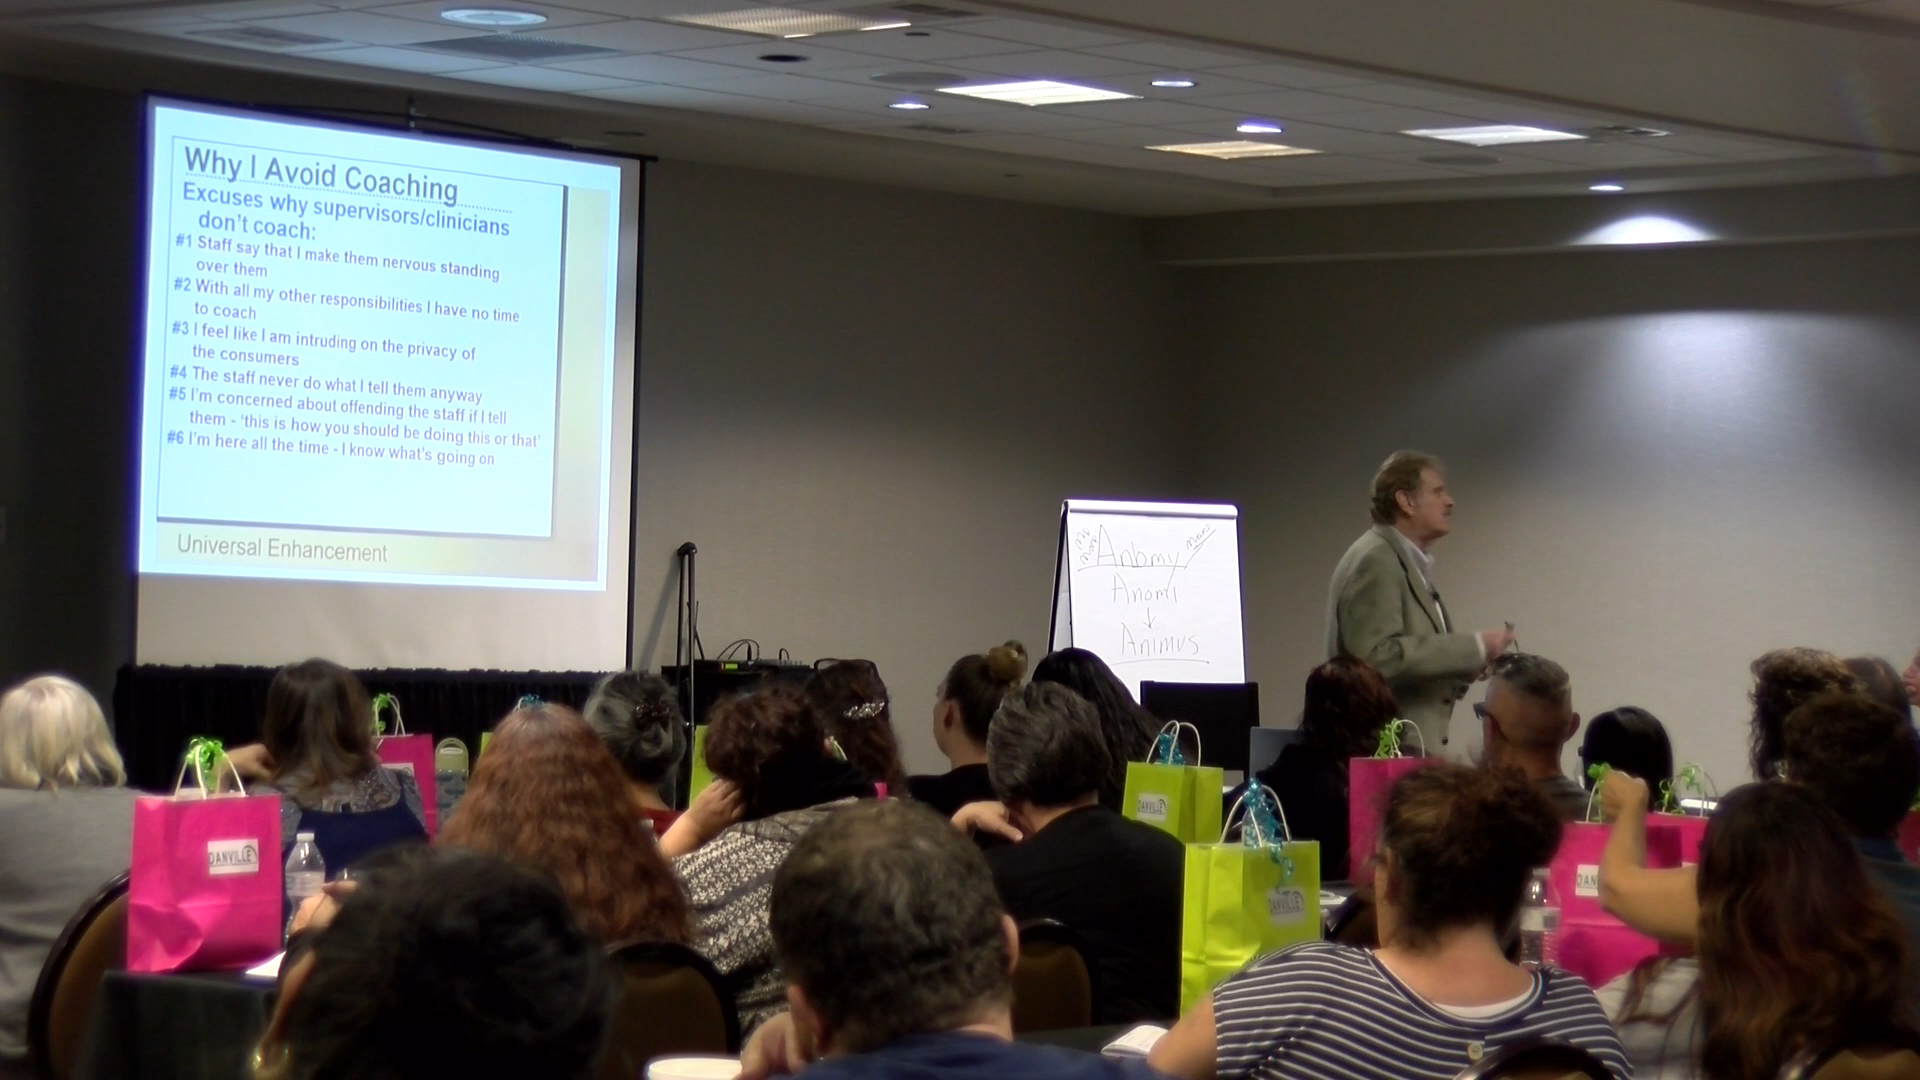 Why I Avoid Coaching
Excuses why supervisors/clinicians
don't coach:
#1 Staff say that I make them nervous standing
over them
#2 With all my other responsibilities I have no time
to coach
#3 I feel like I am intruding on the privacy of
the consumers
#4 The staff never do what I tell them anyway
#5 I'm concerned about offending the staff if I tell
them - 'this is how you should be doing this or that'
#6 I'm here all the time - I know what's going on
Universal Enhancement
Anomy
Anomi
Animus
DANVILLE
DANVILLE
DANVILLE
DAN